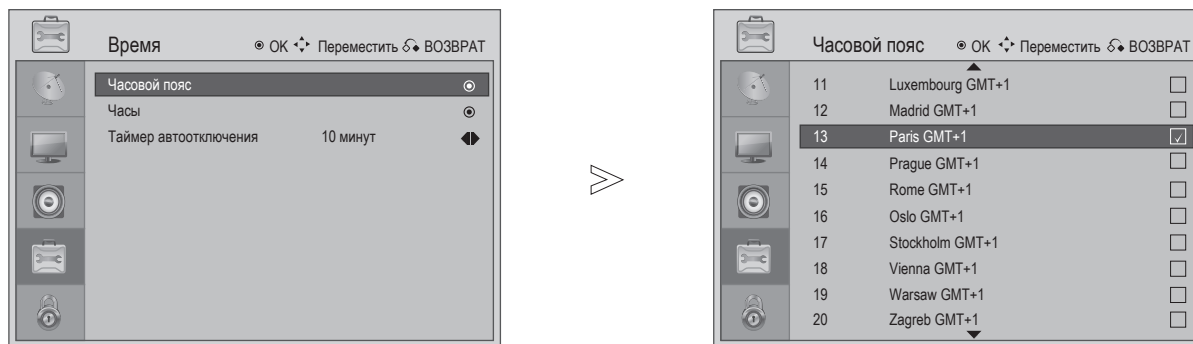 Время OK Переместить ВОЗВРАТ
Часовой пояс
Часы
Таймер автоотключения 10 минут
Часовой пояс OK Переместить ВОЗВРАТ
11 Luxembourg GMT+1
12 Madrid GMT+1
13 Paris GMT+1
14 Prague GMT+1
15 Rome GMT+1
16 Oslo GMT+1
17 Stockholm GMT+1
18 Vienna GMT+1
19 Warsaw GMT+1
20 Zagreb GMT+1